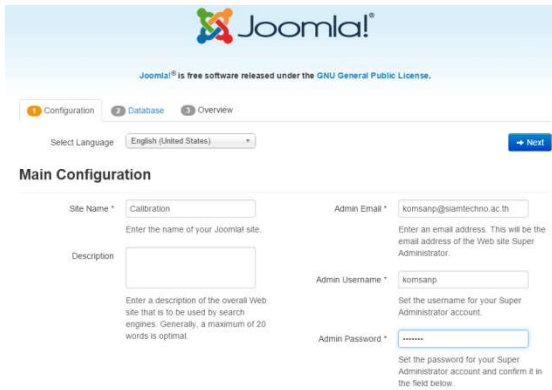 Joomla!®
Joomla!® is free software released under the GNU General Public License.
1 Configuration
2 Database
3 Overview
Select Language
English (United States)
Next
Main Configuration
Site Name *
Calibration
Enter the name of your Joomla! site.
Description
Enter a description of the overall Web
site that is to be used by search
engines. Generally, a maximum of 20
words is optimal.
Admin Email *
komsanp@siamtechno.ac.th
Enter an email address. This will be the
email address of the Web site Super
Administrator.
Admin Username *
komsanp
Set the username for your Super
Administrator account.
Admin Password *
•••••••
Set the password for your Super
Administrator account and confirm it in
the field below.